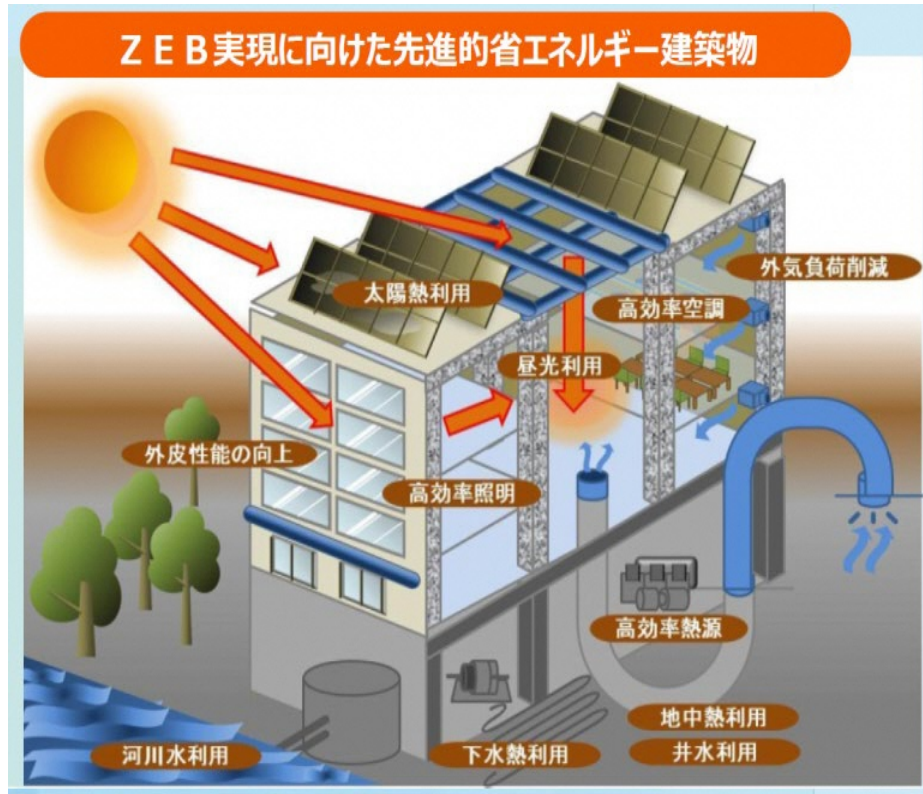 ＺＥＢ実現に向けた先進的省エネルギー建築物
外気負荷削減
太陽熱利用
高効率空調
昼光利用
外皮性能の向上
高効率照明
高効率熱源
地中熱利用
河川水利用
下水熱利用
井水利用